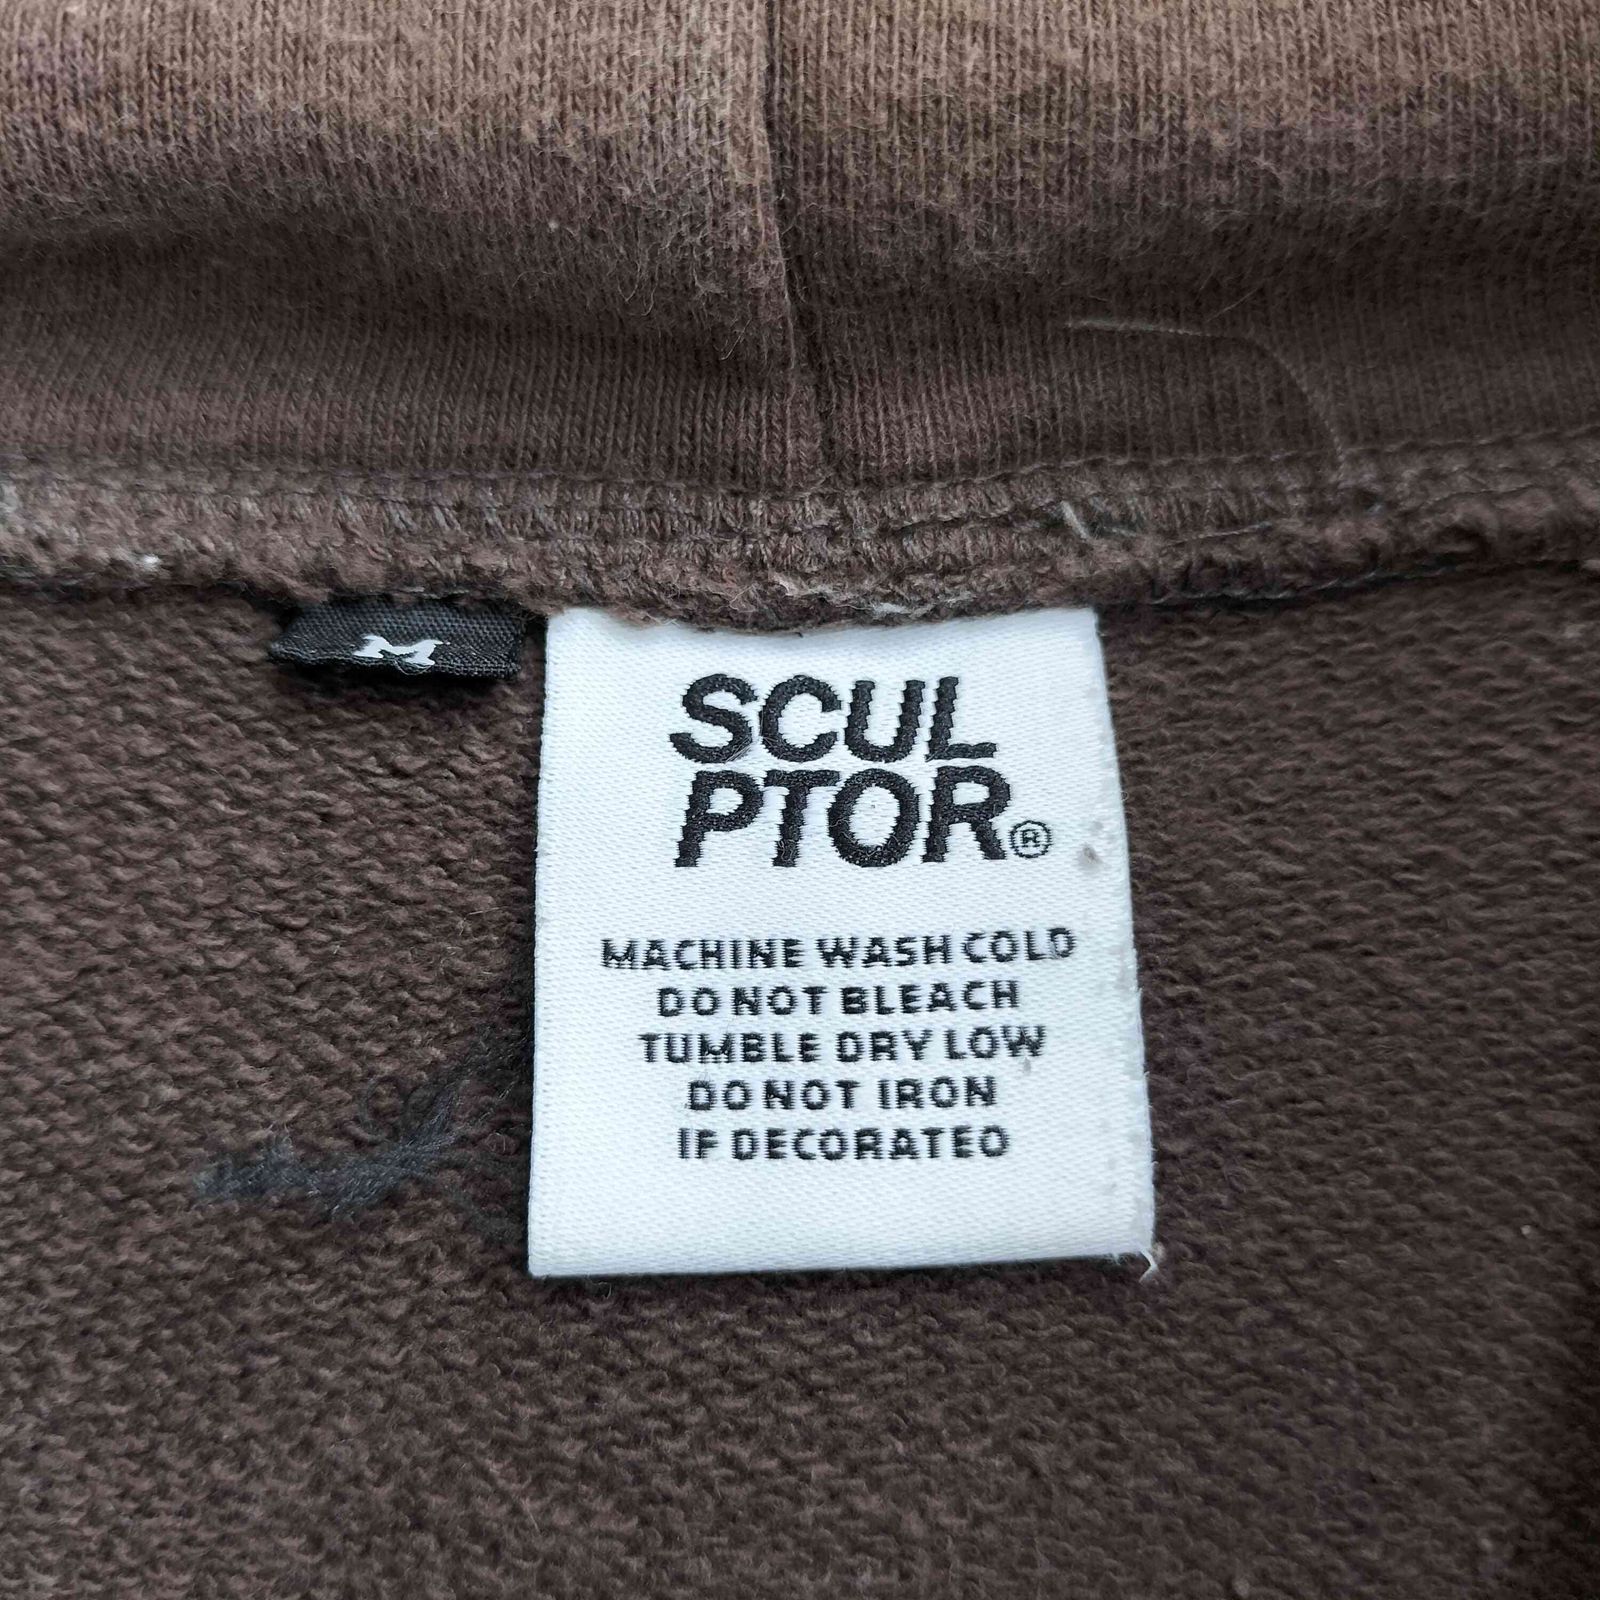 M
SCUL
PTOR®
MACHINE WASH COLD
DO NOT BLEACH
TUMBLE DRY LOW
DO NOT IRON
IF DECORATED